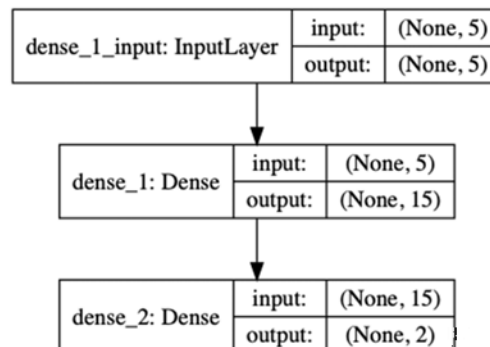 dense_1_input: InputLayer input: (None, 5)
output: (None, 5)
dense_1: Dense input: (None, 5)
output: (None, 15)
dense_2: Dense input: (None, 15)
output: (None, 2)